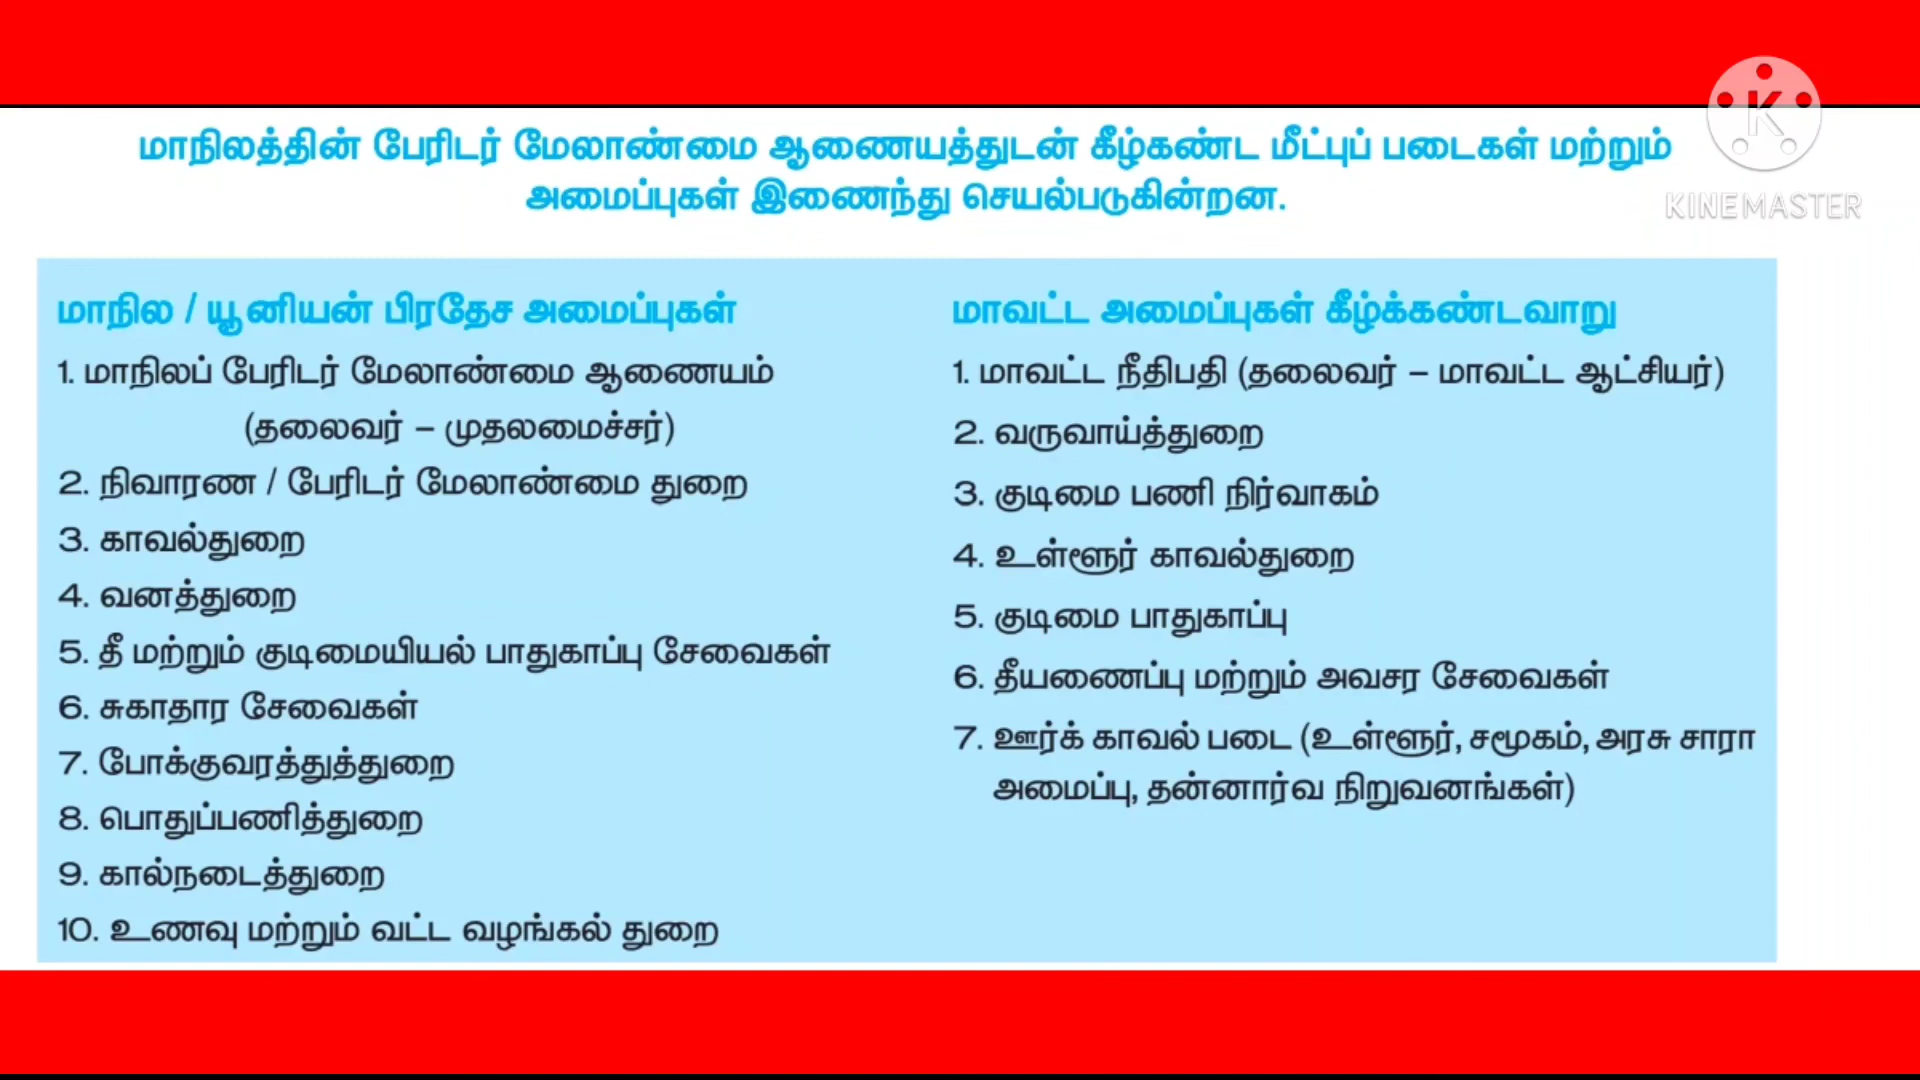 மாநிலத்தின் பேரிடர் மேலாண்மை ஆணையத்துடன் கீழ்கண்ட மீட்புப் படைகள் மற்றும்
அமைப்புகள் இணைந்து செயல்படுகின்றன.
K
KINEMASTER
மாநில / யூனியன் பிரதேச அமைப்புகள்
1. மாநிலப் பேரிடர் மேலாண்மை ஆணையம்
(தலைவர் – முதலமைச்சர்)
2. நிவாரண / பேரிடர் மேலாண்மை துறை
3. காவல்துறை
4. வனத்துறை
5. தீ மற்றும் குடிமையியல் பாதுகாப்பு சேவைகள்
6. சுகாதார சேவைகள்
7. போக்குவரத்துத்துறை
8. பொதுப்பணித்துறை
9. கால்நடைத்துறை
10. உணவு மற்றும் வட்ட வழங்கல் துறை
மாவட்ட அமைப்புகள் கீழ்க்கண்டவாறு
1. மாவட்ட நீதிபதி (தலைவர் – மாவட்ட ஆட்சியர்)
2. வருவாய்த்துறை
3. குடிமை பணி நிர்வாகம்
4. உள்ளூர் காவல்துறை
5. குடிமை பாதுகாப்பு
6. தீயணைப்பு மற்றும் அவசர சேவைகள்
7. ஊர்க் காவல் படை (உள்ளூர், சமூகம், அரசு சாரா
அமைப்பு, தன்னார்வ நிறுவனங்கள்)